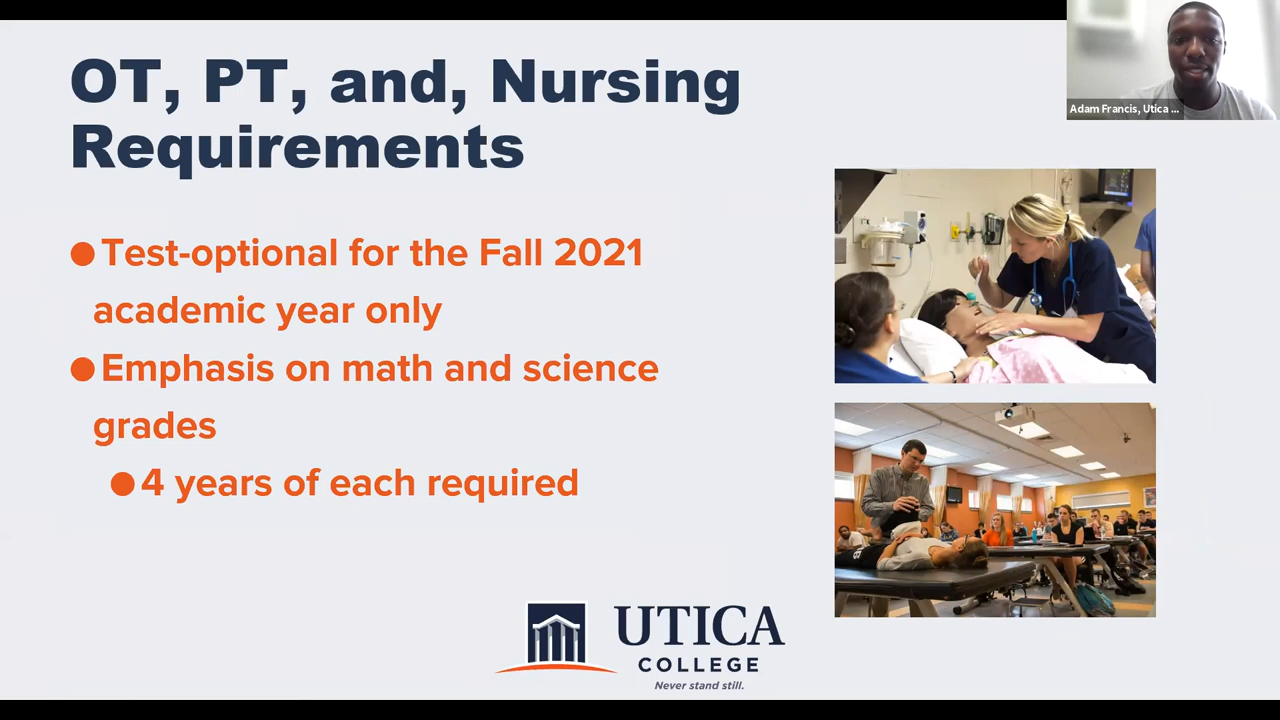 OT, PT, and, Nursing
Requirements
Adam Francis, Utica ...
● Test-optional for the Fall 2021
academic year only
● Emphasis on math and science
grades
● 4 years of each required
UTICA
COLLEGE
Never stand still.